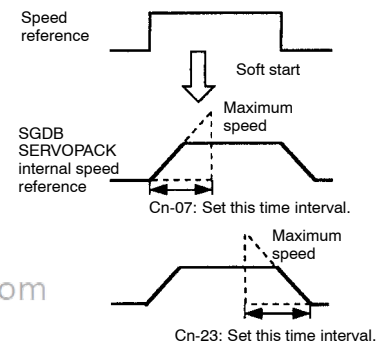 Speed
reference
Soft start
Maximum
speed
SGDB
SERVOPACK
internal speed
reference
Cn-07: Set this time interval.
Maximum
speed
om
Cn-23: Set this time interval.